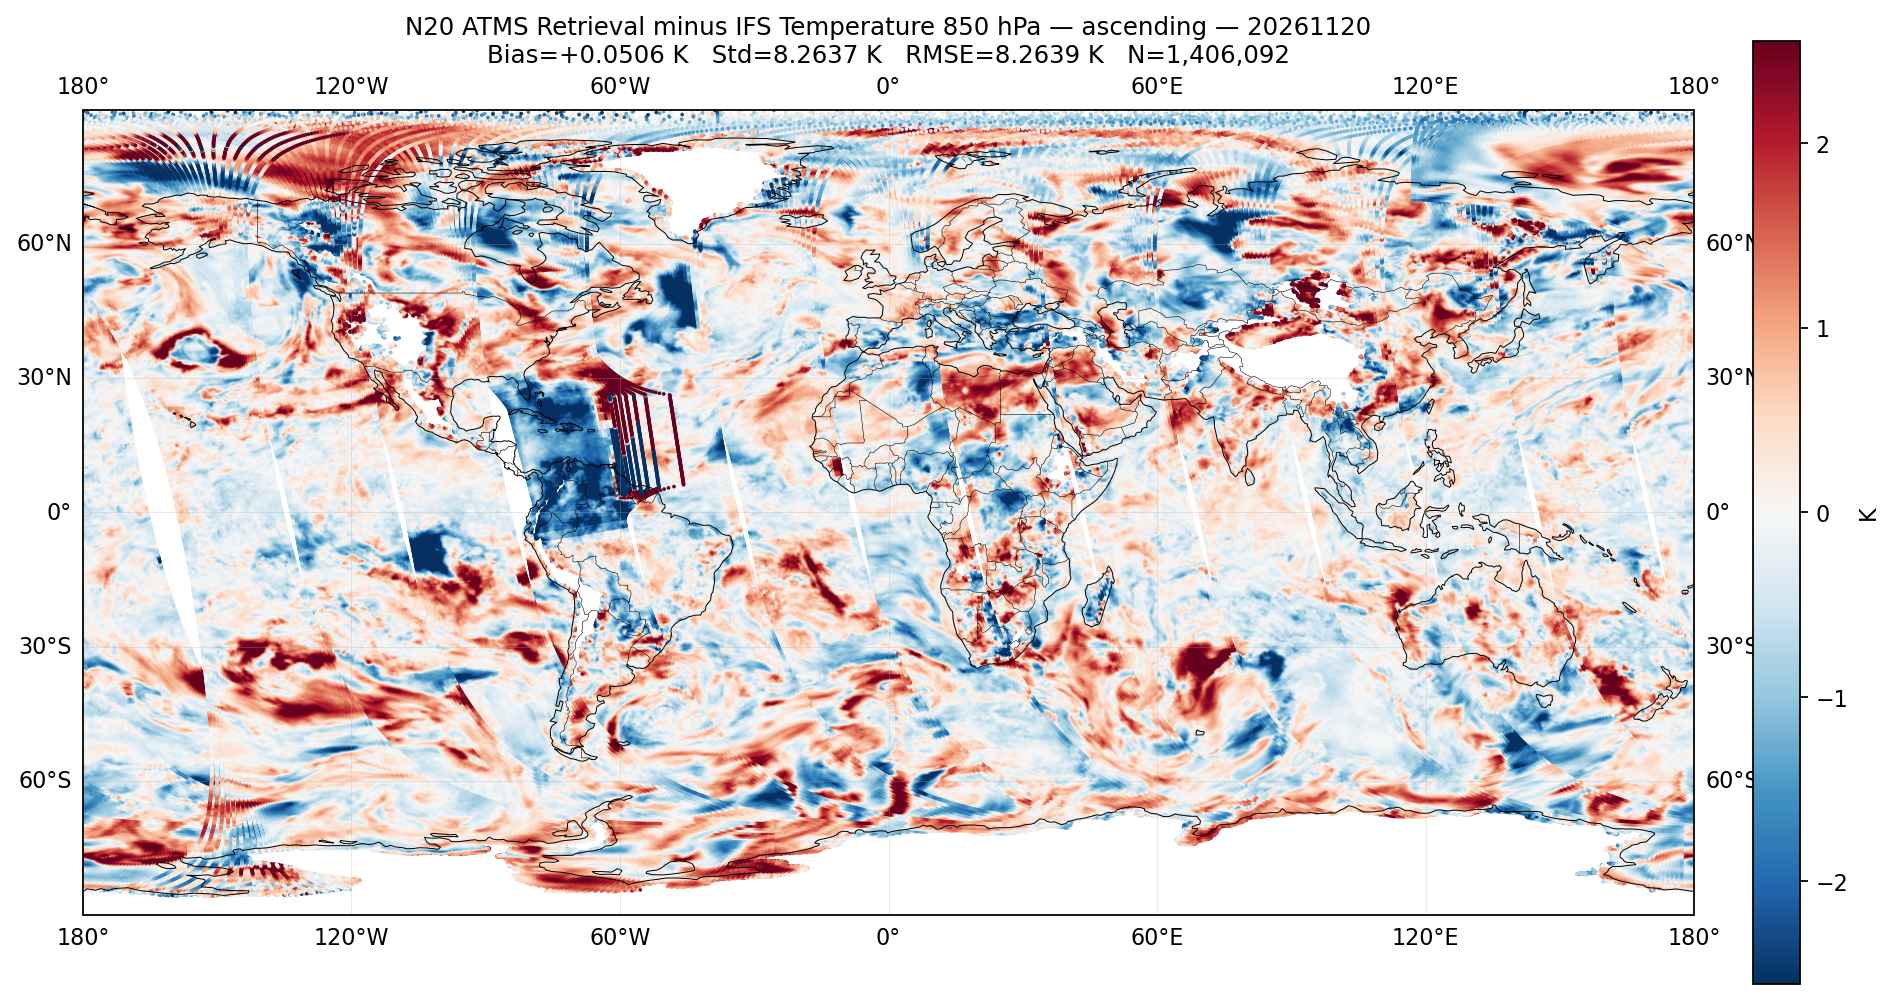 N20 ATMS Retrieval minus IFS Temperature 850 hPa — ascending — 20261120
Bias=+0.0506 K   Std=8.2637 K   RMSE=8.2639 K   N=1,406,092
180° 120°W 60°W 0° 60°E 120°E 180°
60°N 60°N
30°N 30°N
0° 0°
30°S 30°S
60°S 60°S
180° 120°W 60°W 0° 60°E 120°E 180°
2
1
0
−1
−2
K